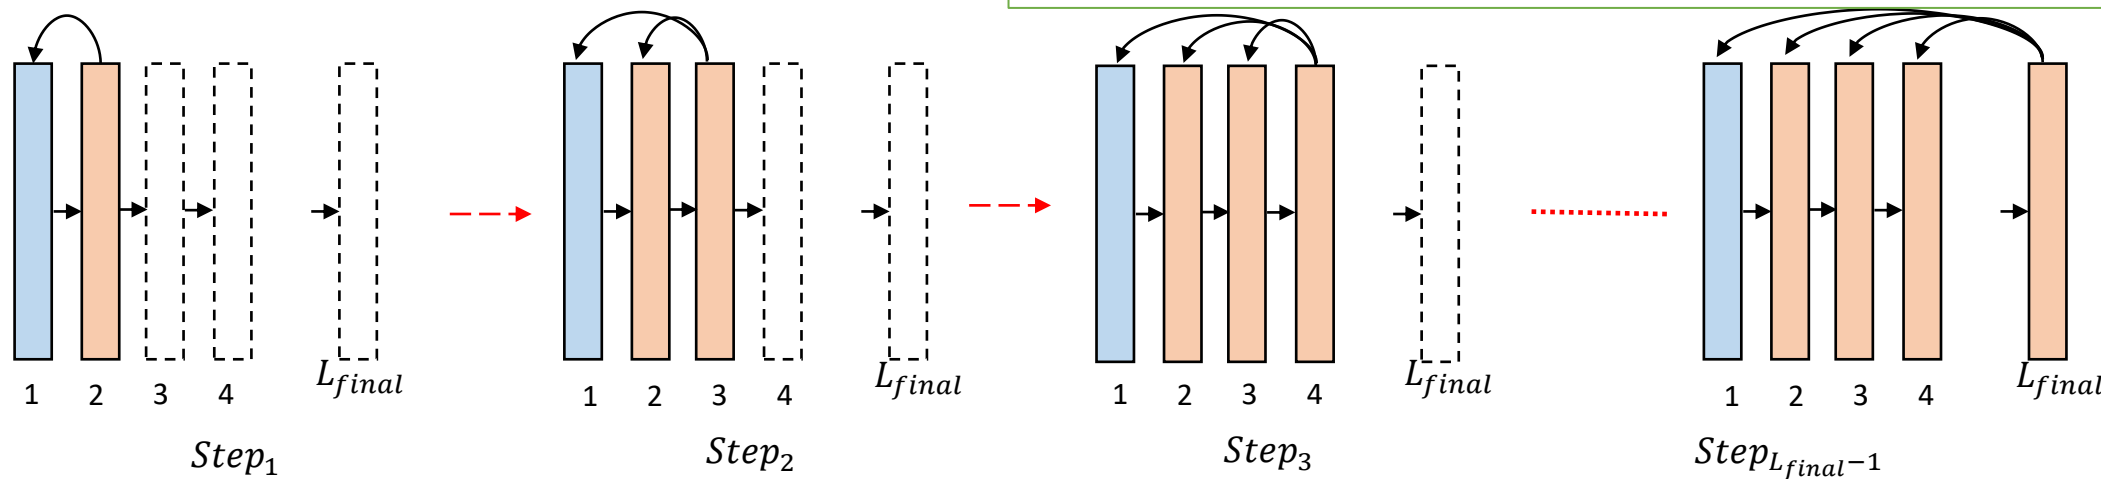 1 2 3 4 L_final
Step_1
1 2 3 4 L_final
Step_2
1 2 3 4 L_final
Step_3
1 2 3 4 L_final
Step_{L_final−1}